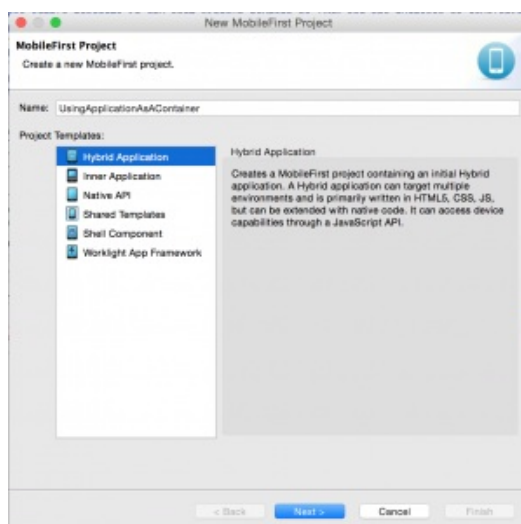 New MobileFirst Project
MobileFirst Project
Create a new MobileFirst project.
Name: UsingApplicationAsAContainer
Project Templates:
Hybrid Application
Inner Application
Native API
Shared Templates
Shell Component
Worklight App Framework
Hybrid Application
Creates a MobileFirst project containing an initial Hybrid
application. A Hybrid application can target multiple
environments and is primarily written in HTML5, CSS, JS,
but can be extended with native code. It can access device
capabilities through a JavaScript API.
< Back
Next >
Cancel
Finish